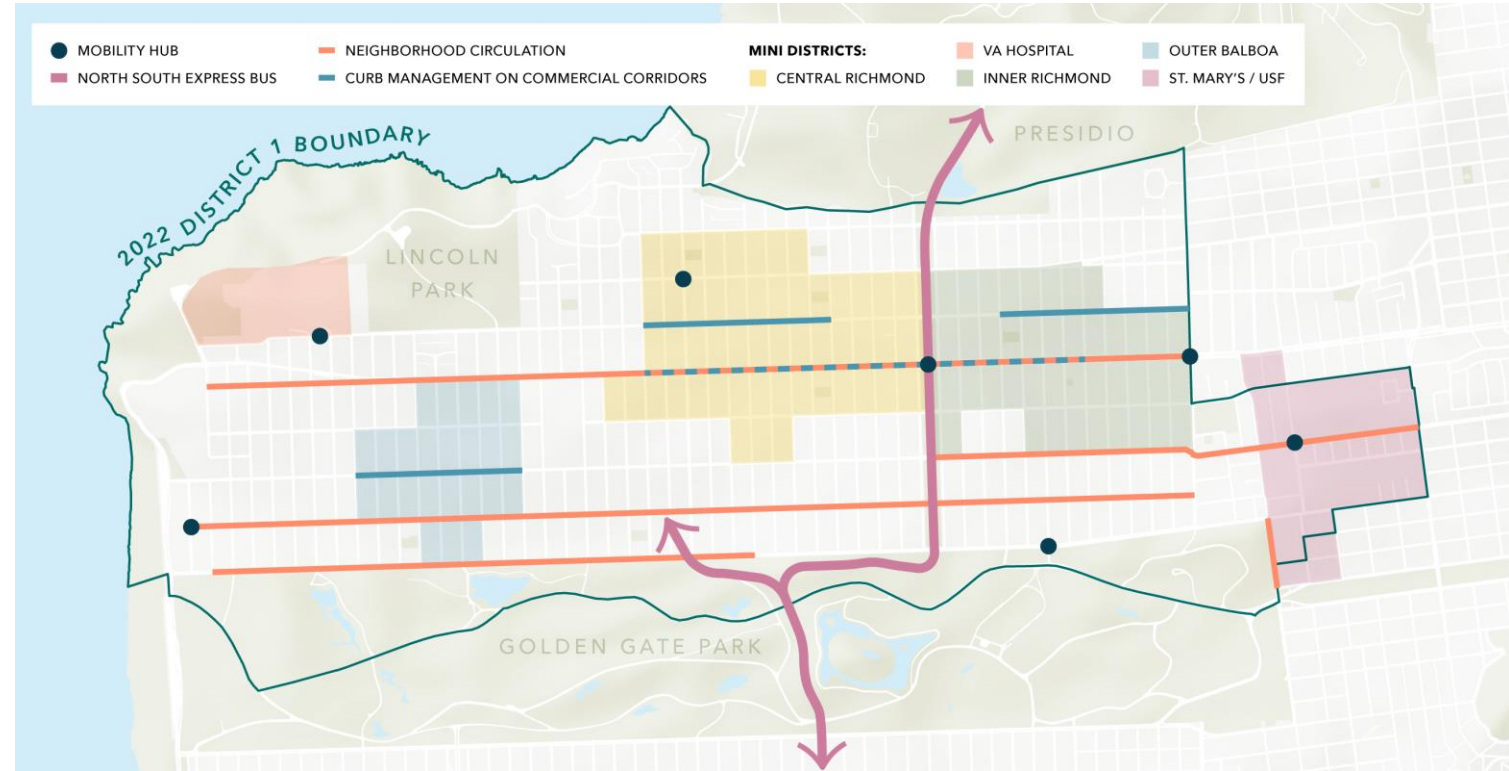 MOBILITY HUB
NORTH SOUTH EXPRESS BUS
NEIGHBORHOOD CIRCULATION
CURB MANAGEMENT ON COMMERCIAL CORRIDORS
MINI DISTRICTS:
CENTRAL RICHMOND
VA HOSPITAL
INNER RICHMOND
OUTER BALBOA
ST. MARY'S / USF
2022 DISTRICT 1 BOUNDARY
PRESIDIO
LINCOLN
PARK
GOLDEN GATE PARK